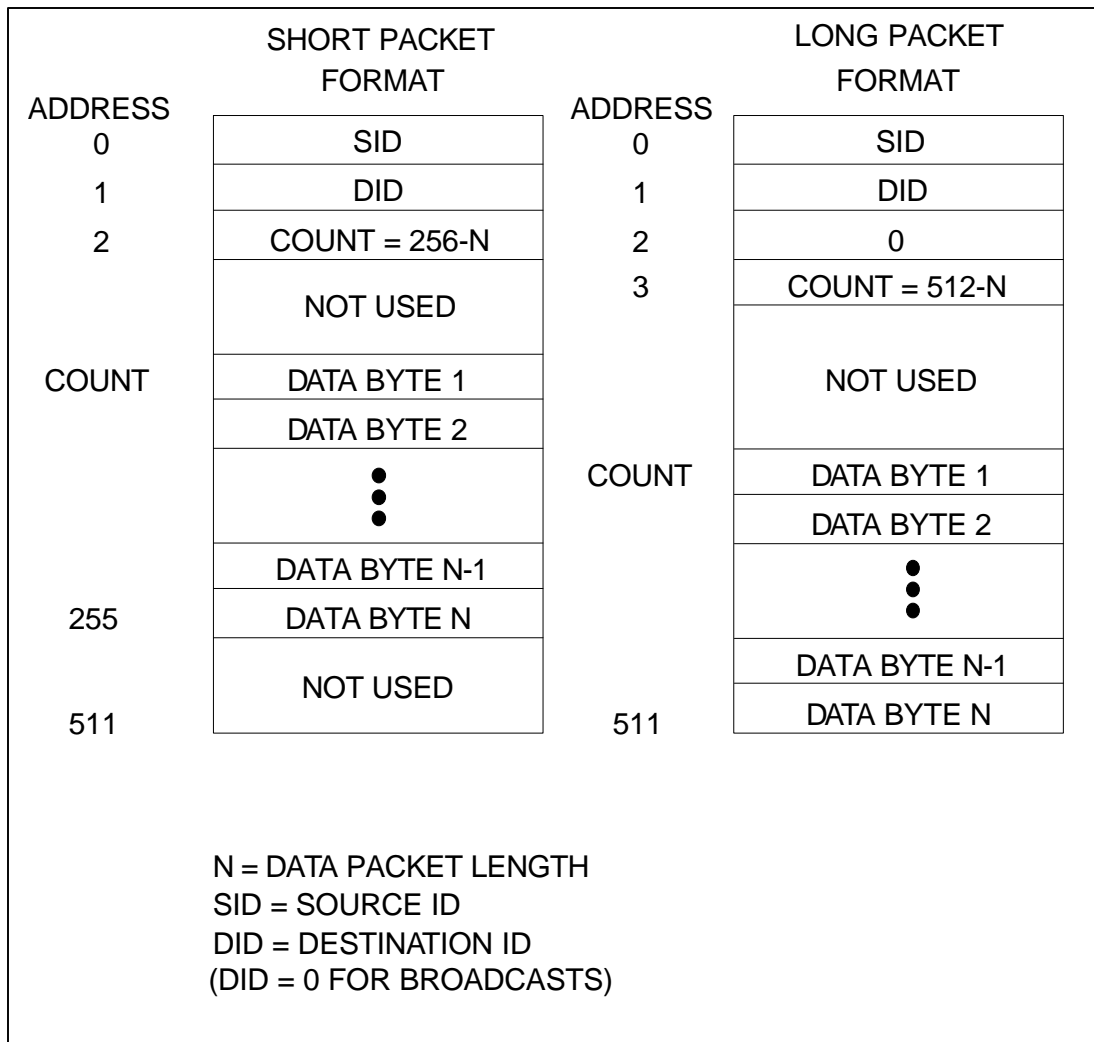 SHORT PACKET
FORMAT
ADDRESS
0
SID
1
DID
2
COUNT = 256-N
NOT USED
COUNT
DATA BYTE 1
DATA BYTE 2
DATA BYTE N-1
255
DATA BYTE N
NOT USED
511
LONG PACKET
FORMAT
ADDRESS
0
SID
1
DID
2
0
3
COUNT = 512-N
NOT USED
COUNT
DATA BYTE 1
DATA BYTE 2
DATA BYTE N-1
511
DATA BYTE N
N = DATA PACKET LENGTH
SID = SOURCE ID
DID = DESTINATION ID
(DID = 0 FOR BROADCASTS)